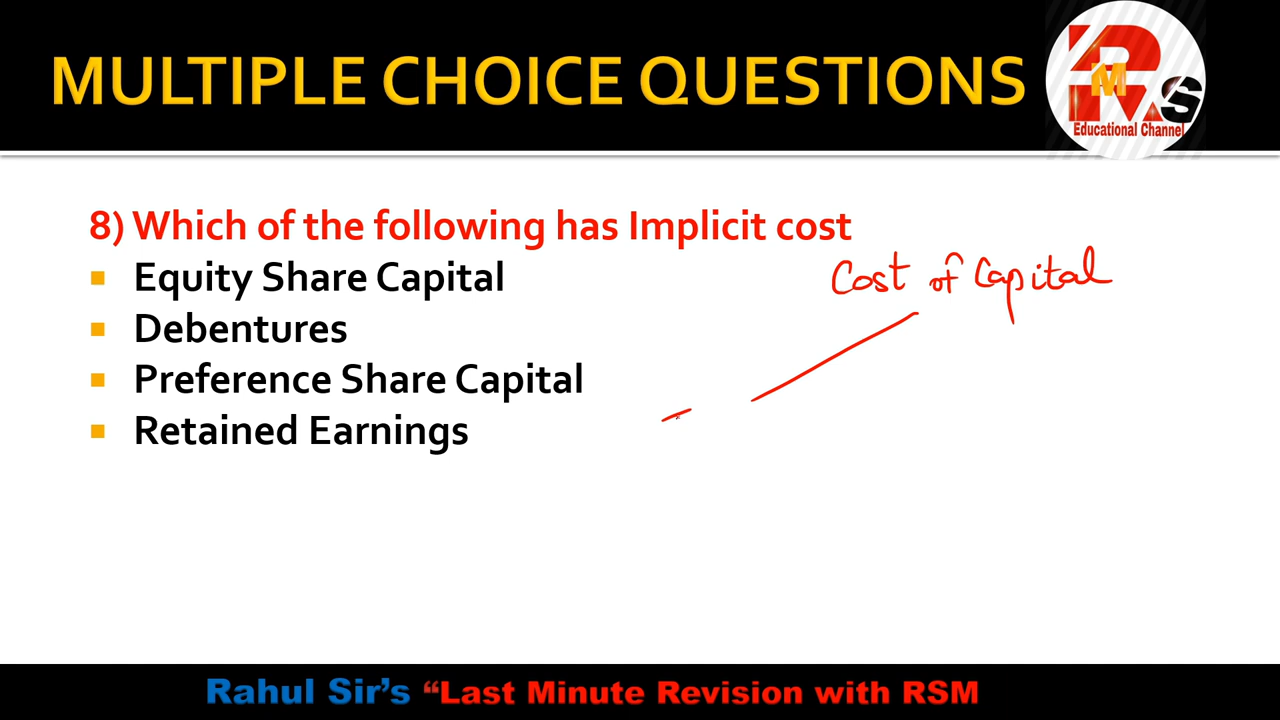 MULTIPLE CHOICE QUESTIONS
RMS
Educational Channel
8) Which of the following has Implicit cost
Equity Share Capital
Cost of Capital
Debentures
Preference Share Capital
Retained Earnings
Rahul Sir's "Last Minute Revision with RSM